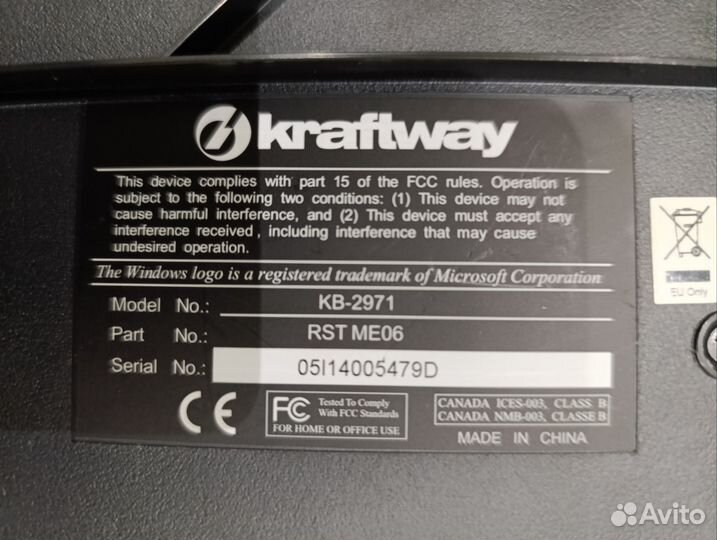 kraftway
This device complies with part 15 of the FCC rules. Operation is
subject to the following two conditions: (1) This device may not
cause harmful interference, and (2) This device must accept any
interference received, including interference that may cause
undesired operation.
The Windows logo is a registered trademark of Microsoft Corporation
Model No.: KB-2971
Part No.: RST ME06
Serial No.: 05I14005479D
CE
FC Tested To Comply
With FCC Standards
FOR HOME OR OFFICE USE
CANADA ICES-003, CLASS B
CANADA NMB-003, CLASSE B
MADE IN CHINA
EU Only
Avito